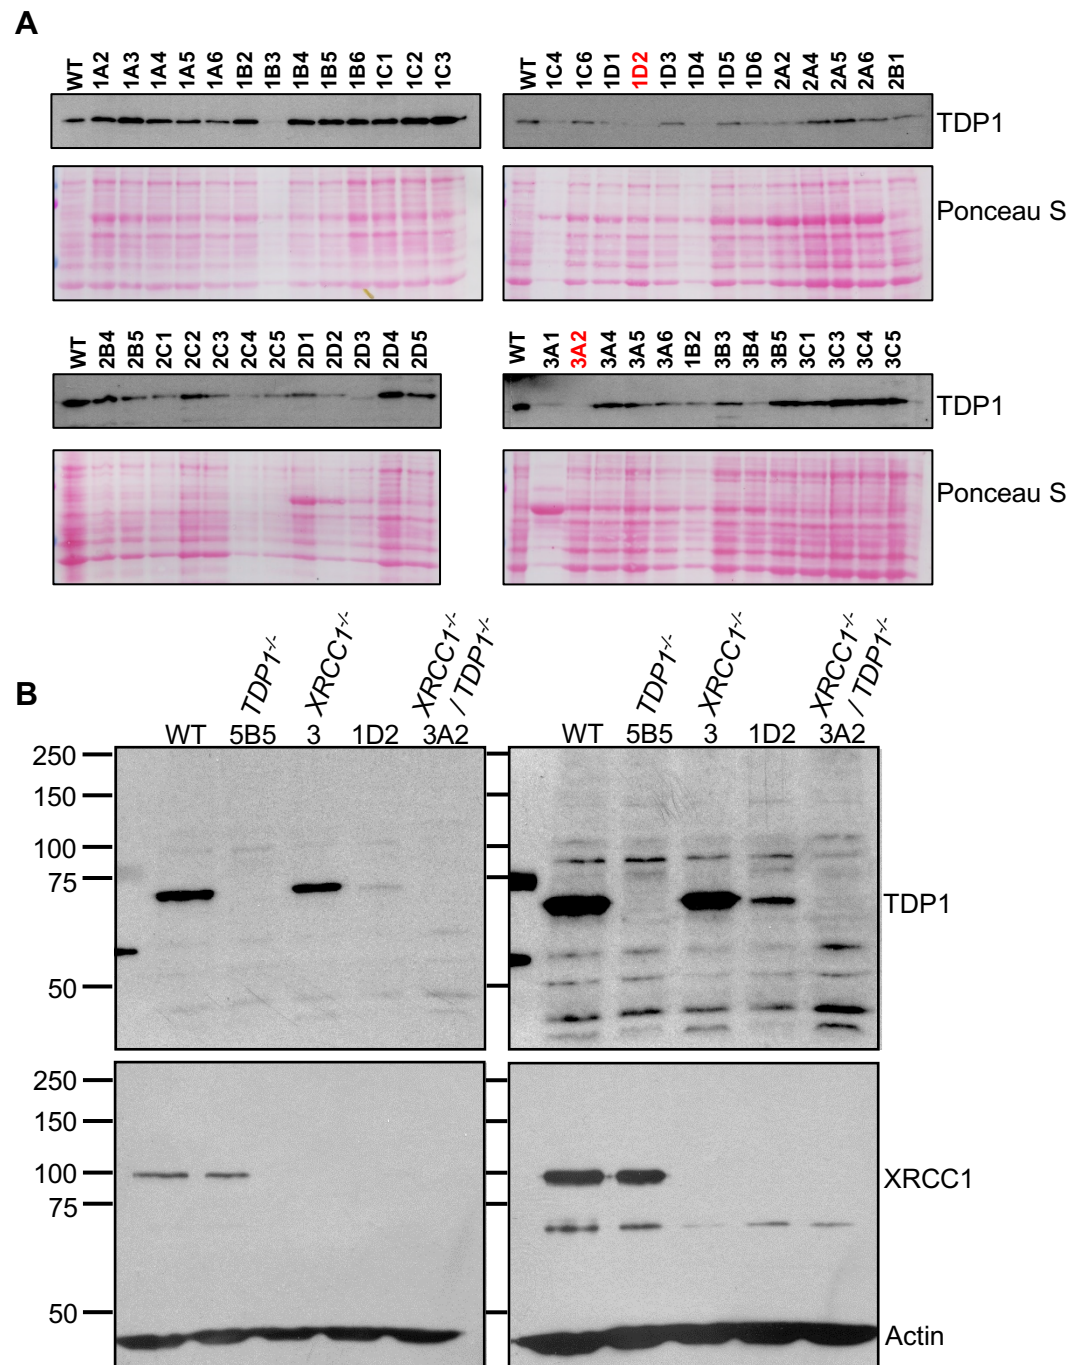 A
WT 1A2 1A3 1A4 1A5 1A6 1B2 1B3 1B4 1B5 1B6 1C1 1C2 1C3
WT 1C4 1C6 1D1 1D2 1D3 1D4 1D5 1D6 2A2 2A4 2A5 2A6 2B1
TDP1
Ponceau S
WT 2B4 2B5 2C1 2C2 2C3 2C4 2C5 2D1 2D2 2D3 2D4 2D5
WT 3A1 3A2 3A4 3A5 3A6 1B2 3B3 3B4 3B5 3C1 3C3 3C4 3C5
TDP1
Ponceau S
B
TDP1-/- XRCC1-/- XRCC1-/- / TDP1-/-
TDP1-/- XRCC1-/- XRCC1-/- / TDP1-/-
WT 5B5 3 1D2 3A2
WT 5B5 3 1D2 3A2
250
150
100
75
50
TDP1
250
150
100
75
50
XRCC1
Actin